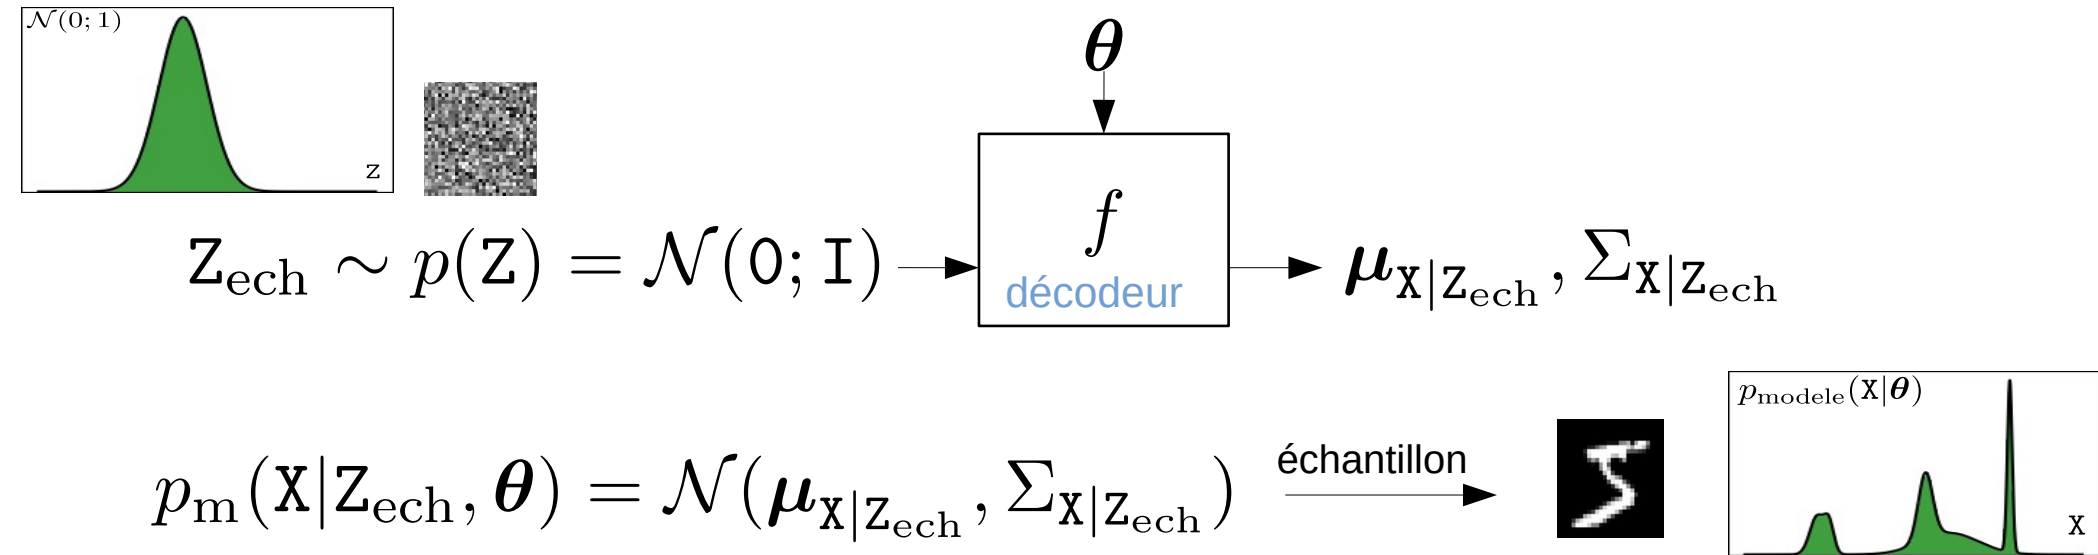 𝒩(0; 1)
z
θ
f
décodeur
Z_ech ∼ p(Z) = 𝒩(0; I)
μ_X|Z_ech , Σ_X|Z_ech
p_m(X|Z_ech, θ) = 𝒩(μ_X|Z_ech , Σ_X|Z_ech)
échantillon
p_modele(X|θ)
X